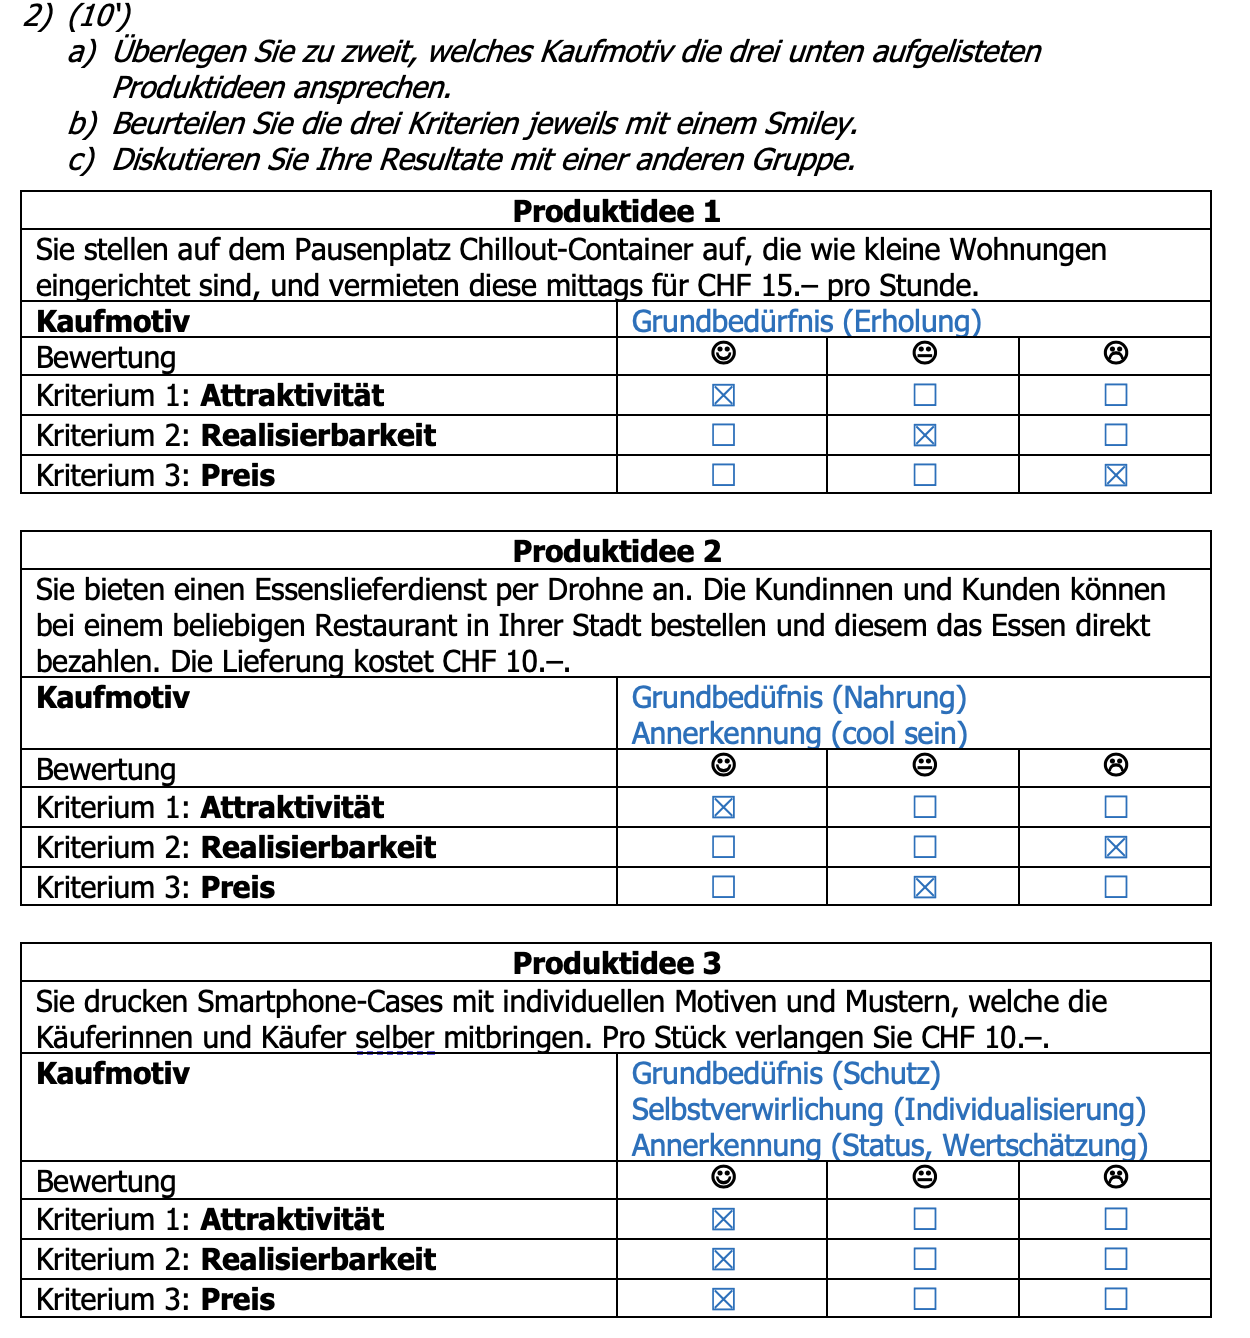 2) (10‘)
a) Überlegen Sie zu zweit, welches Kaufmotiv die drei unten aufgelisteten
Produktideen ansprechen.
b) Beurteilen Sie die drei Kriterien jeweils mit einem Smiley.
c) Diskutieren Sie Ihre Resultate mit einer anderen Gruppe.
Produktidee 1
Sie stellen auf dem Pausenplatz Chillout-Container auf, die wie kleine Wohnungen
eingerichtet sind, und vermieten diese mittags für CHF 15.– pro Stunde.
Kaufmotiv Grundbedürfnis (Erholung)
Bewertung ☺ 😐 ☹
Kriterium 1: Attraktivität ☒ ☐ ☐
Kriterium 2: Realisierbarkeit ☐ ☒ ☐
Kriterium 3: Preis ☐ ☐ ☒
Produktidee 2
Sie bieten einen Essenslieferdienst per Drohne an. Die Kundinnen und Kunden können
bei einem beliebigen Restaurant in Ihrer Stadt bestellen und diesem das Essen direkt
bezahlen. Die Lieferung kostet CHF 10.–.
Kaufmotiv Grundbedüfnis (Nahrung)
Annerkennung (cool sein)
Bewertung ☺ 😐 ☹
Kriterium 1: Attraktivität ☒ ☐ ☐
Kriterium 2: Realisierbarkeit ☐ ☐ ☒
Kriterium 3: Preis ☐ ☒ ☐
Produktidee 3
Sie drucken Smartphone-Cases mit individuellen Motiven und Mustern, welche die
Käuferinnen und Käufer selber mitbringen. Pro Stück verlangen Sie CHF 10.–.
Kaufmotiv Grundbedüfnis (Schutz)
Selbstverwirlichung (Individualisierung)
Annerkennung (Status, Wertschätzung)
Bewertung ☺ 😐 ☹
Kriterium 1: Attraktivität ☒ ☐ ☐
Kriterium 2: Realisierbarkeit ☒ ☐ ☐
Kriterium 3: Preis ☒ ☐ ☐